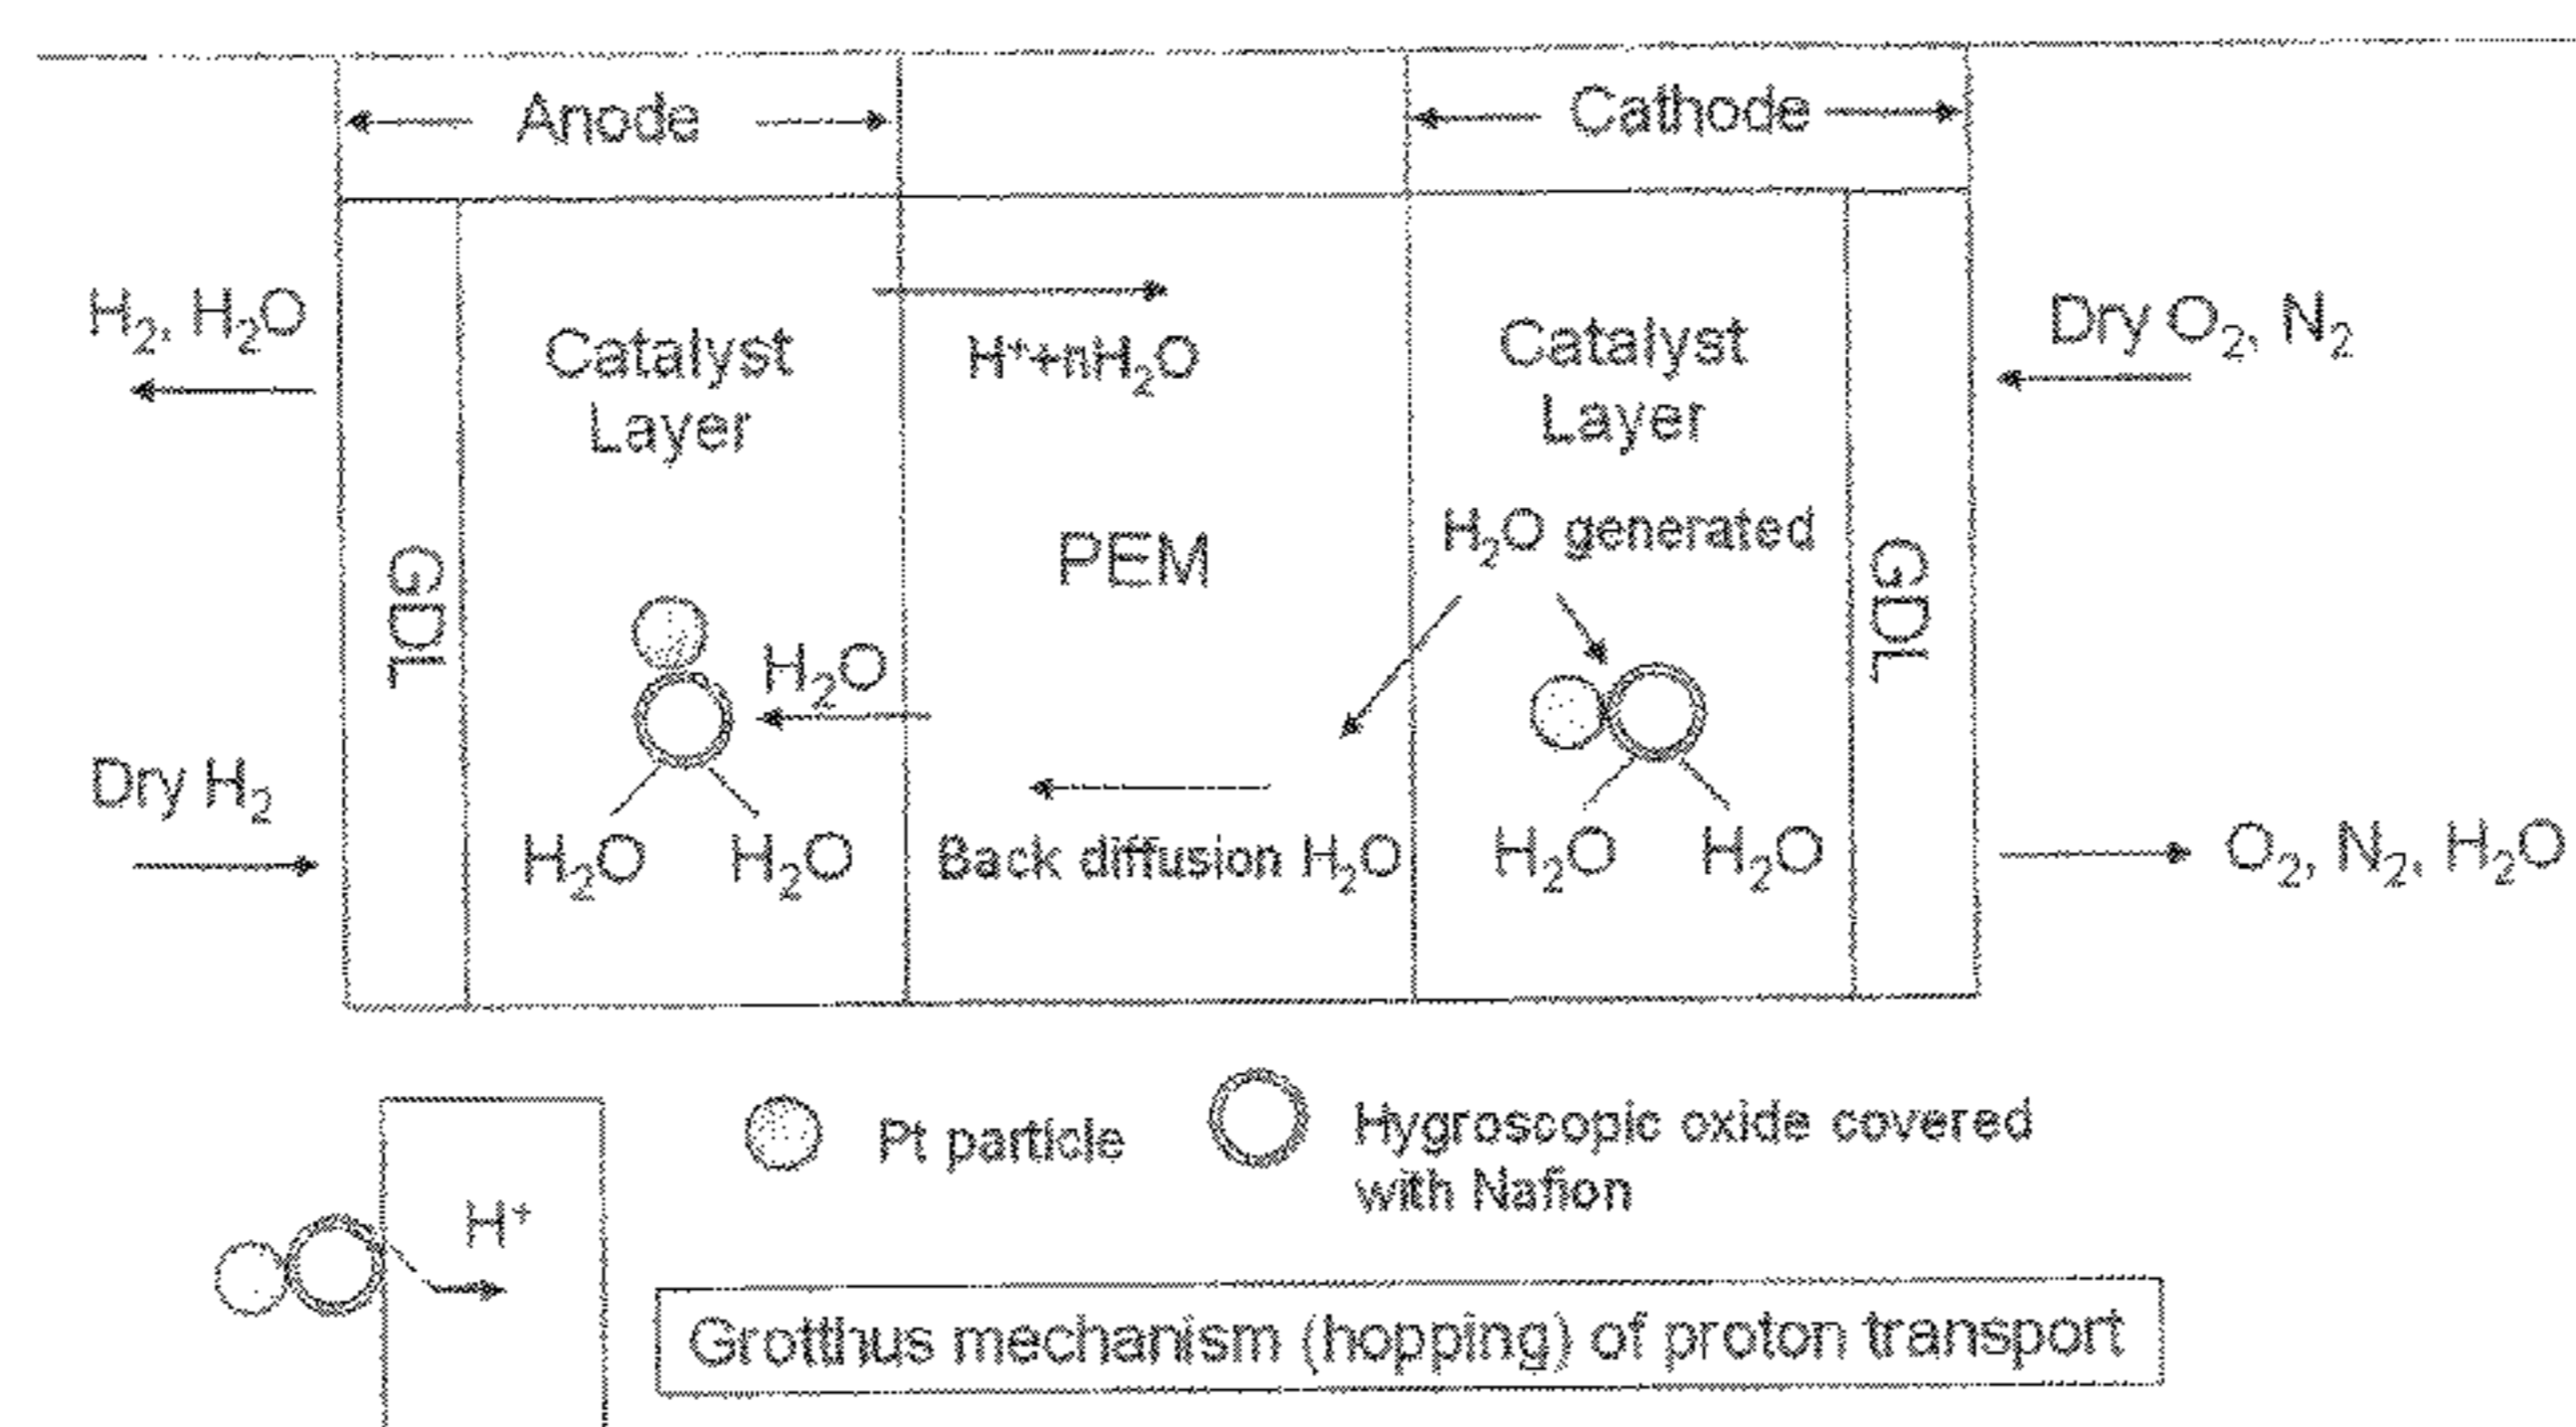 Anode
Cathode
H₂, H₂O
Catalyst
Layer
H⁺+nH₂O
Catalyst
Layer
Dry O₂, N₂
GDL
PEM
H₂O generated
GDL
H₂O
Dry H₂
H₂O H₂O
Back diffusion H₂O
H₂O H₂O
O₂, N₂, H₂O
Pt particle
Hygroscopic oxide covered
with Nafion
H⁺
Grotthus mechanism (hopping) of proton transport